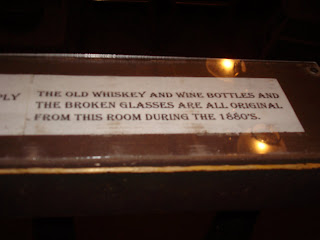 PLY
THE OLD WHISKEY AND WINE BOTTLES AND
THE BROKEN GLASSES ARE ALL ORIGINAL
FROM THIS ROOM DURING THE 1880'S.